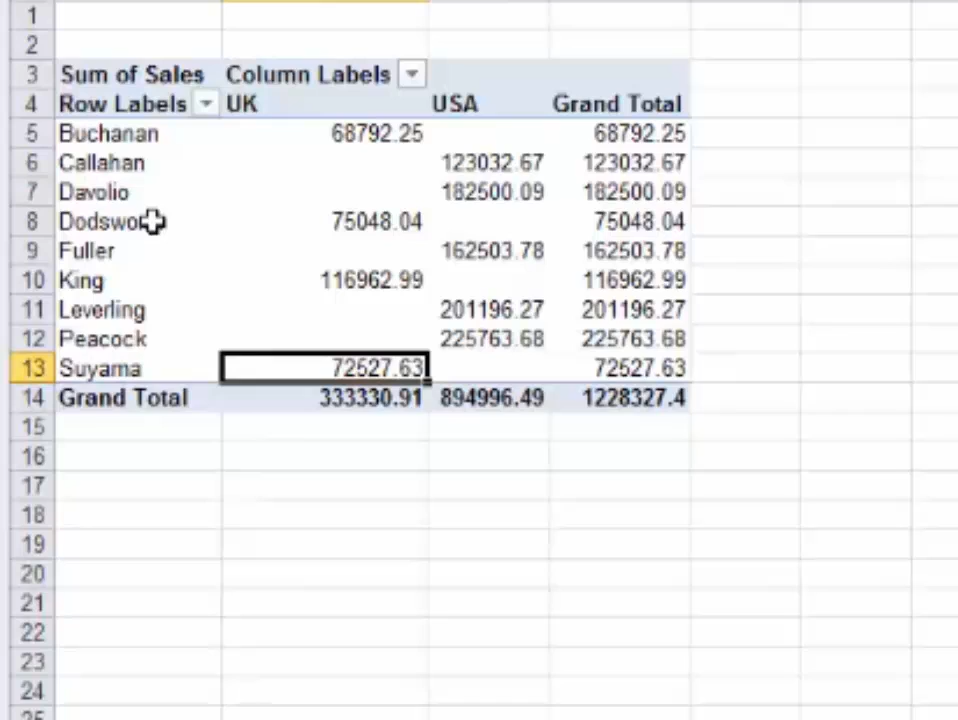 1
2
3 Sum of Sales Column Labels
4 Row Labels UK USA Grand Total
5 Buchanan 68792.25 68792.25
6 Callahan 123032.67 123032.67
7 Davolio 182500.09 182500.09
8 Dodswo 75048.04 75048.04
9 Fuller 162503.78 162503.78
10 King 116962.99 116962.99
11 Leverling 201196.27 201196.27
12 Peacock 225763.68 225763.68
13 Suyama 72527.63 72527.63
14 Grand Total 333330.91 894996.49 1228327.4
15
16
17
18
19
20
21
22
23
24
25